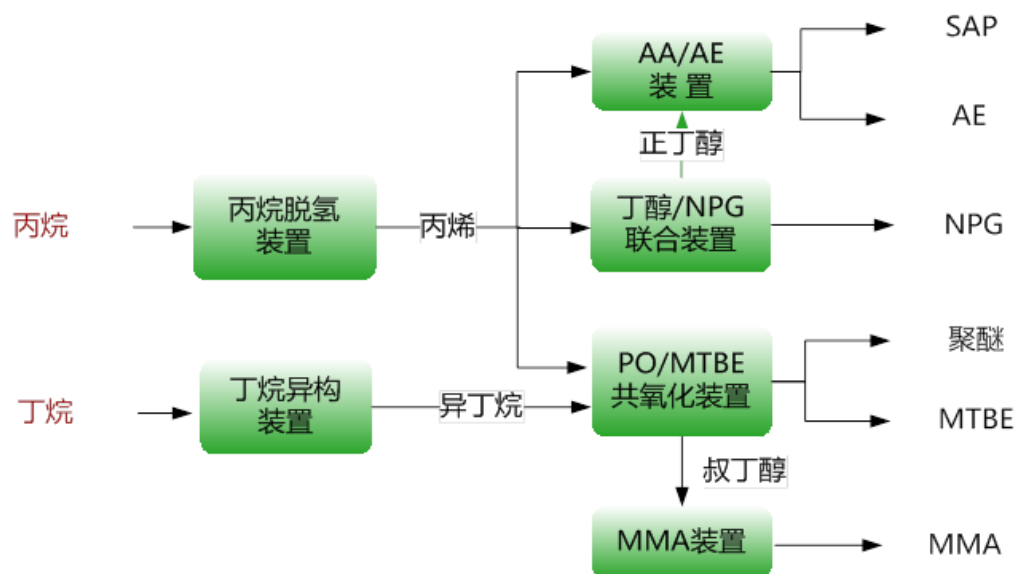 SAP
AA/AE
装 置
AE
正丁醇
丙烷
丙烷脱氢
装置
丙烯
丁醇/NPG
联合装置
NPG
聚醚
PO/MTBE
共氧化装置
丁烷
丁烷异构
装置
异丁烷
MTBE
叔丁醇
MMA装置
MMA